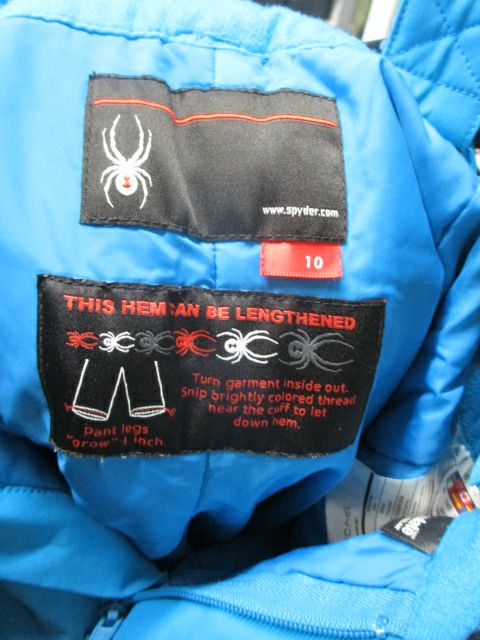 www.spyder.com
10
THIS HEM CAN BE LENGTHENED
Turn garment inside out.
Snip brightly colored thread
near the cuff to let
down hem.
Pant legs
"grow" 1 inch.